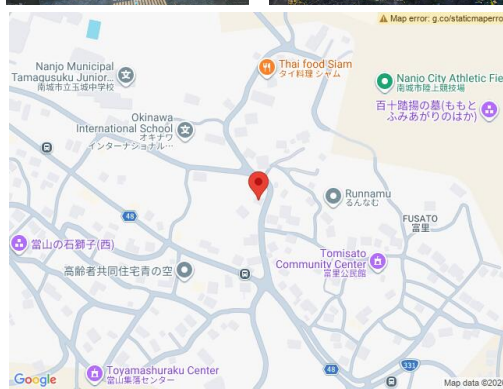 Map error: g.co/staticmaperro
Nanjo Municipal
Tamagusuku Junior...
南城市立玉城中学校
Thai food Siam
タイ料理 シャム
Nanjo City Athletic Fie
南城市陸上競技場
百十踏揚の墓(ももと
ふみあがりのはか)
Okinawa
International School
オキナワ
インターナショナル…
Runnamu
るんなむ
FUSATO
富里
48
当山の石獅子(西)
Tomisato
Community Center
富里公民館
高齢者共同住宅青の空
Toyamashuraku Center
当山集落センター
48
331
Google
Map data ©202